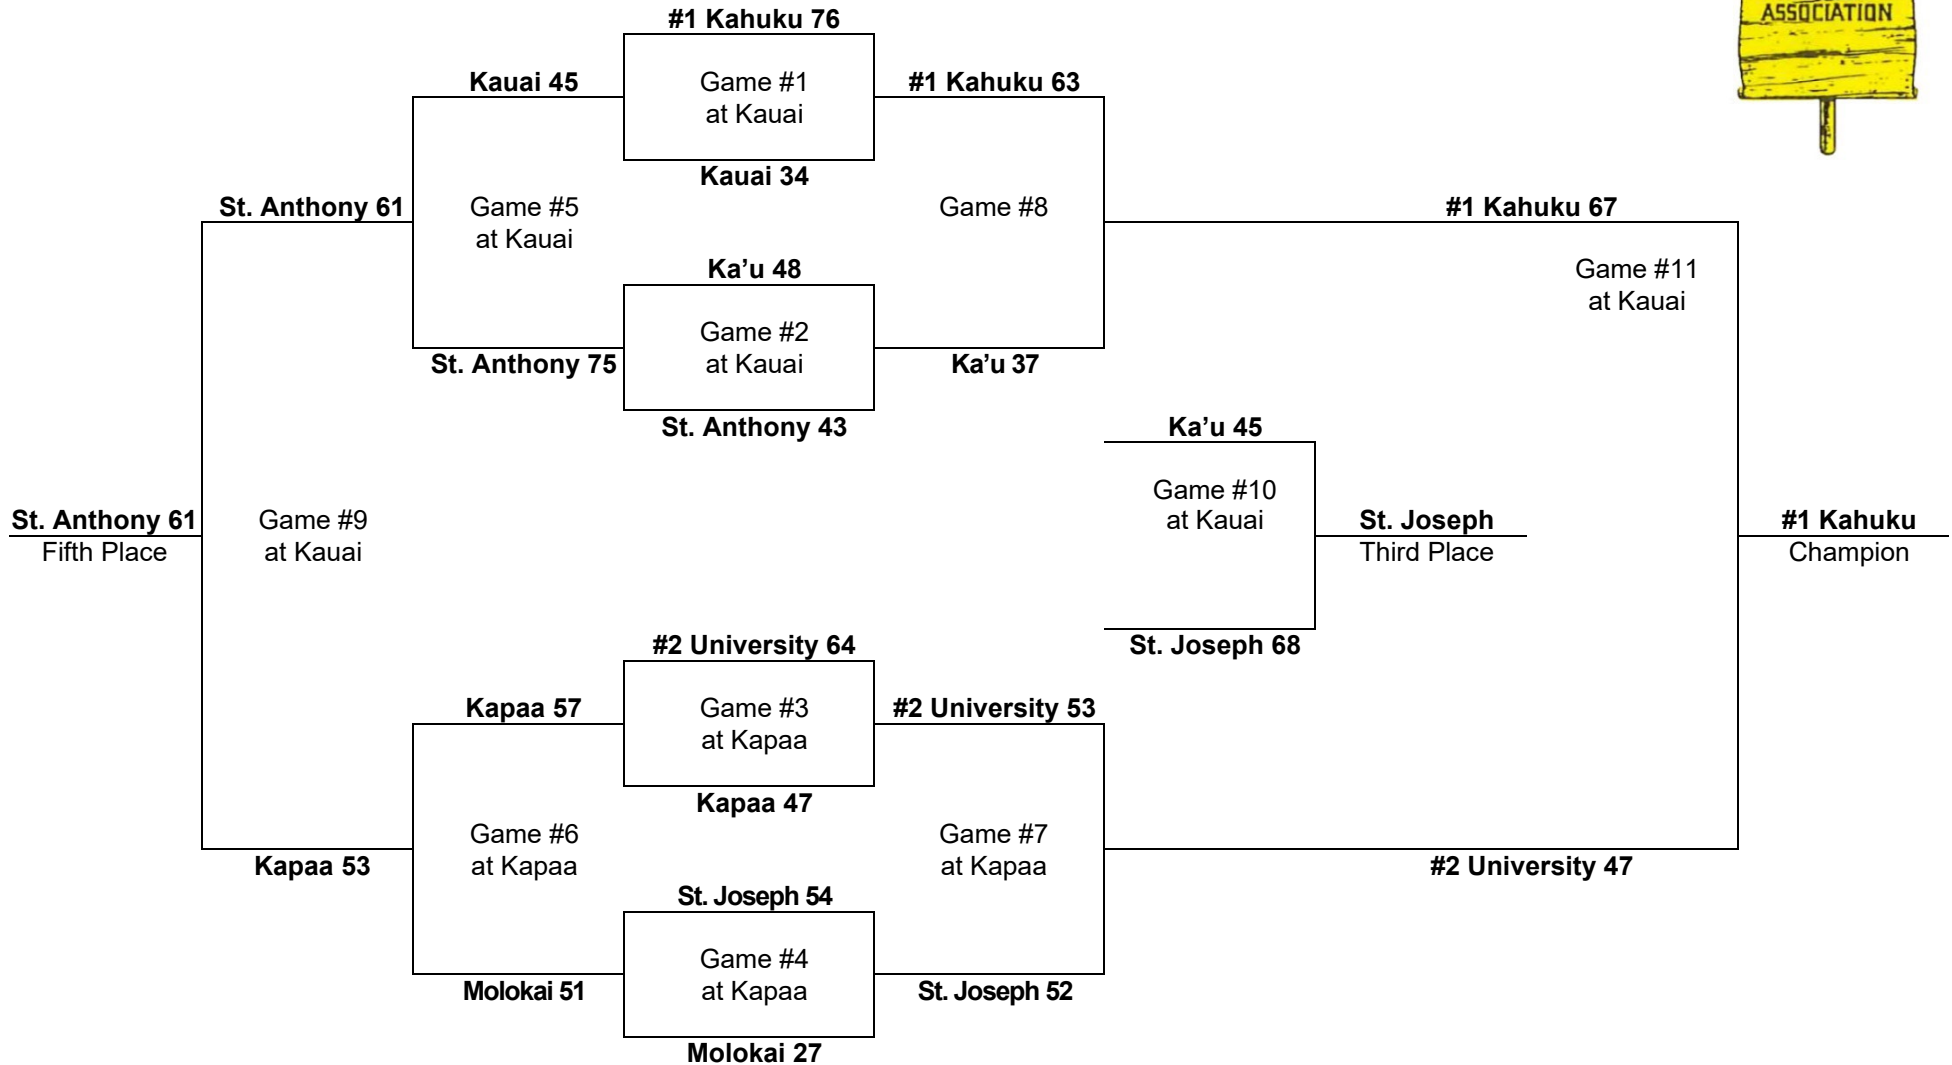 ASSOCIATION
#1 Kahuku 76
Kauai 45
Game #1
at Kauai
#1 Kahuku 63
Kauai 34
St. Anthony 61
Game #5
at Kauai
Game #8
#1 Kahuku 67
Ka’u 48
Game #11
at Kauai
Game #2
at Kauai
St. Anthony 75
Ka’u 37
St. Anthony 43
Ka’u 45
Game #10
at Kauai
St. Anthony 61
Fifth Place
Game #9
at Kauai
St. Joseph
Third Place
#1 Kahuku
Champion
#2 University 64
St. Joseph 68
Kapaa 57
Game #3
at Kapaa
#2 University 53
Kapaa 47
Game #6
at Kapaa
Game #7
at Kapaa
Kapaa 53
#2 University 47
St. Joseph 54
Game #4
at Kapaa
Molokai 51
St. Joseph 52
Molokai 27